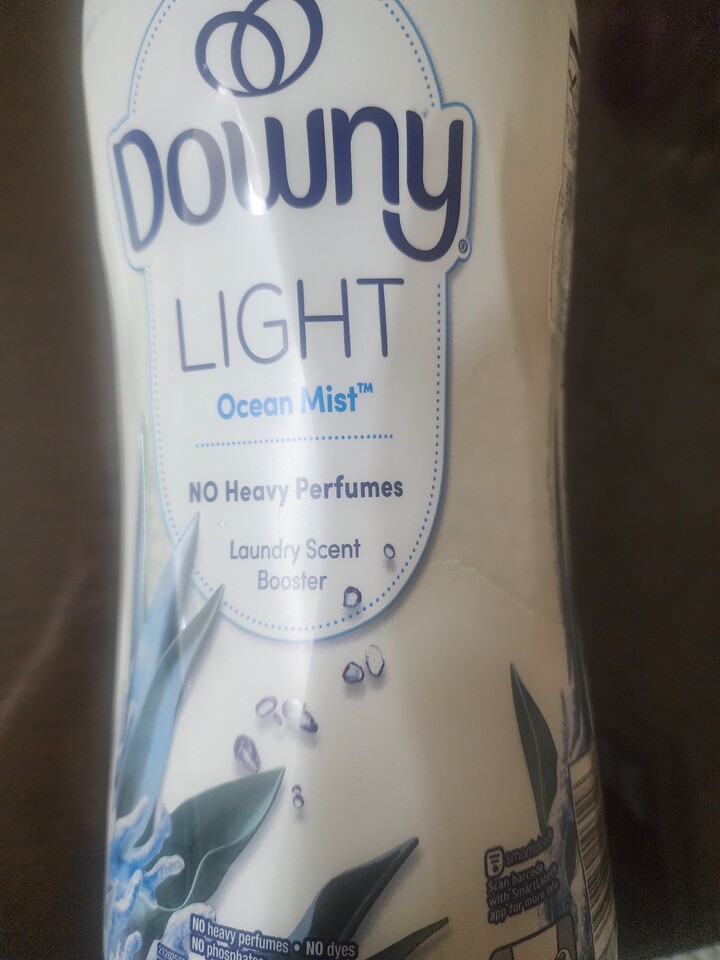 Downy®
LIGHT
Ocean Mist™
NO Heavy Perfumes
Laundry Scent
Booster
smartlabel
Scan barcode
with SmartLabel
app for more info
NO heavy perfumes • NO dyes
NO